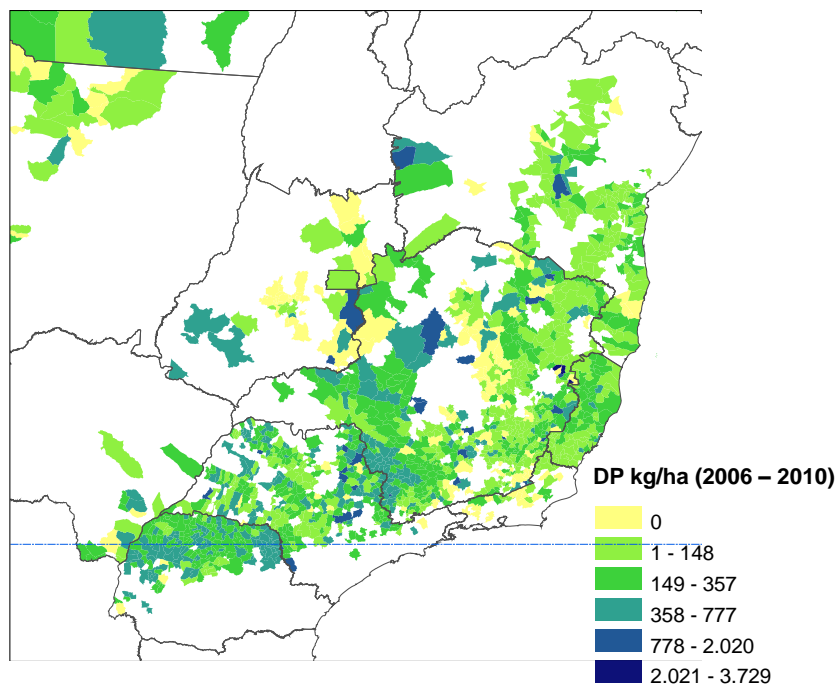 DP kg/ha (2006 – 2010)
0
1 - 148
149 - 357
358 - 777
778 - 2.020
2.021 - 3.729